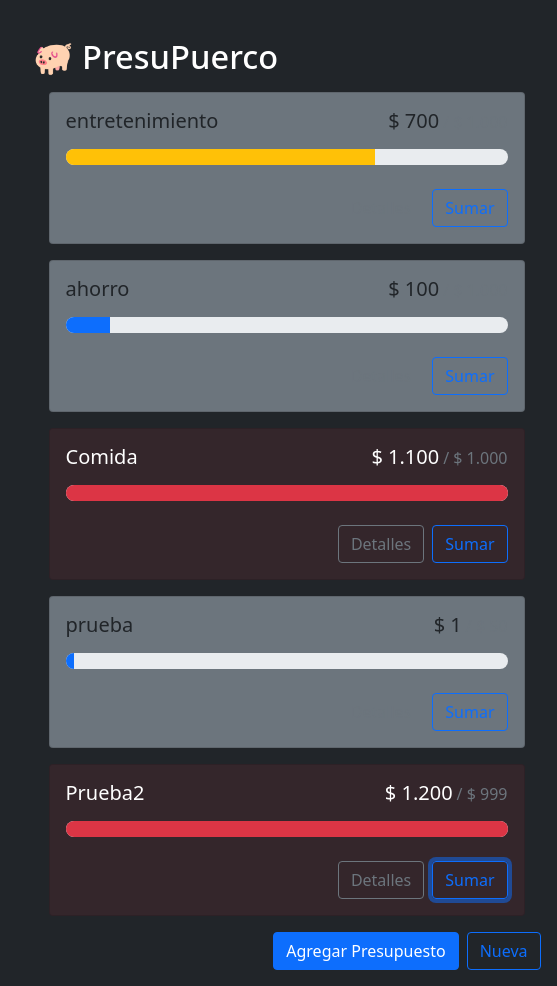 PresuPuerco
entretenimiento $ 700
Sumar
ahorro $ 100
Sumar
Comida $ 1.100 / $ 1.000
Detalles Sumar
prueba $ 1
Sumar
Prueba2 $ 1.200 / $ 999
Detalles Sumar
Agregar Presupuesto Nueva